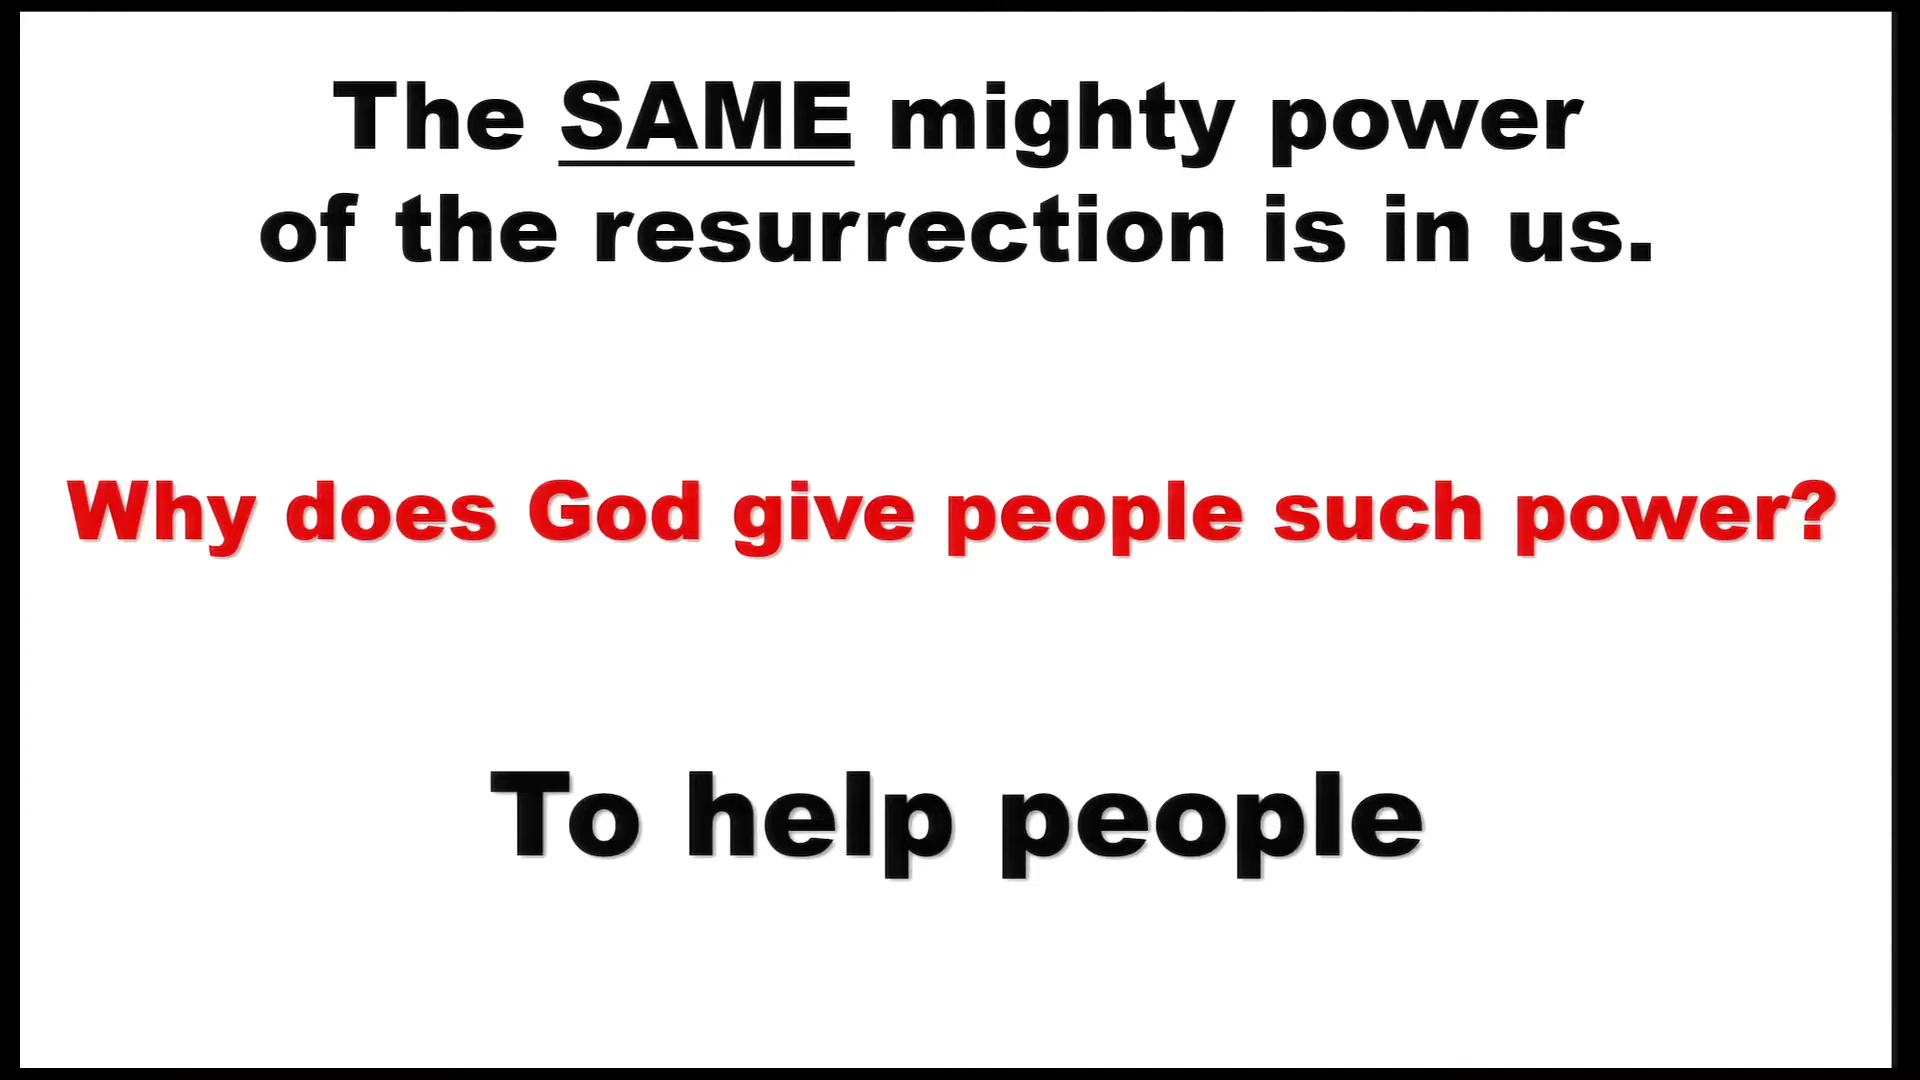 The SAME mighty power
of the resurrection is in us.
Why does God give people such power?
To help people